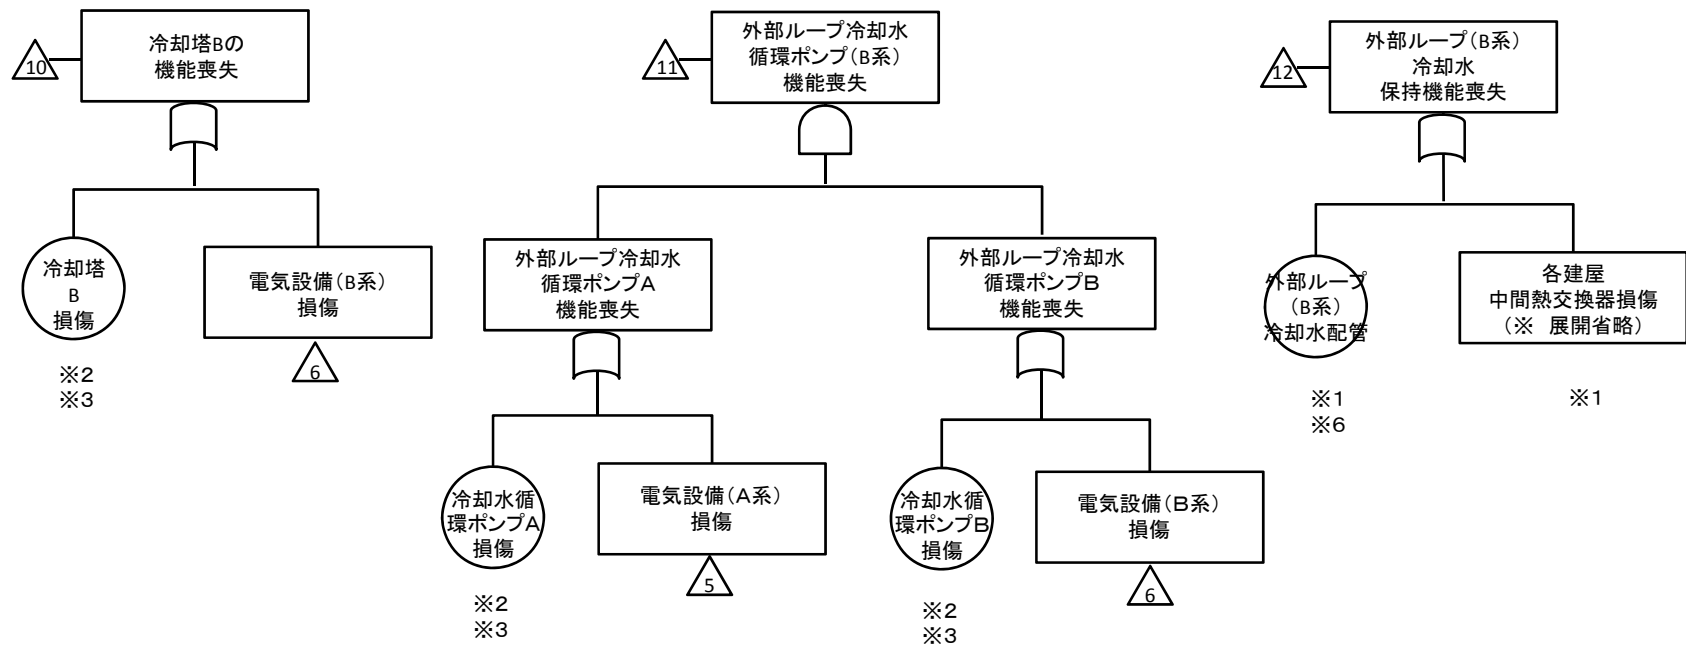 10
冷却塔Bの
機能喪失
冷却塔
B
損傷
※2
※3
電気設備(B系)
損傷
6
11
外部ループ冷却水
循環ポンプ(B系)
機能喪失
外部ループ冷却水
循環ポンプA
機能喪失
冷却水循
環ポンプA
損傷
※2
※3
電気設備(A系)
損傷
5
外部ループ冷却水
循環ポンプB
機能喪失
冷却水循
環ポンプB
損傷
※2
※3
電気設備(B系)
損傷
6
12
外部ループ(B系)
冷却水
保持機能喪失
外部ループ
(B系)
冷却水配管
※1
※6
各建屋
中間熱交換器損傷
(※ 展開省略)
※1